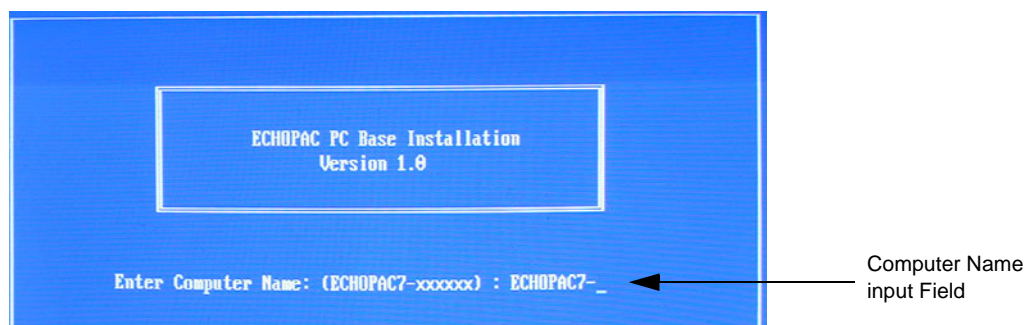 ECHOPAC PC Base Installation
Version 1.0
Enter Computer Name: (ECHOPAC7-xxxxxx) : ECHOPAC7-_
Computer Name
input Field